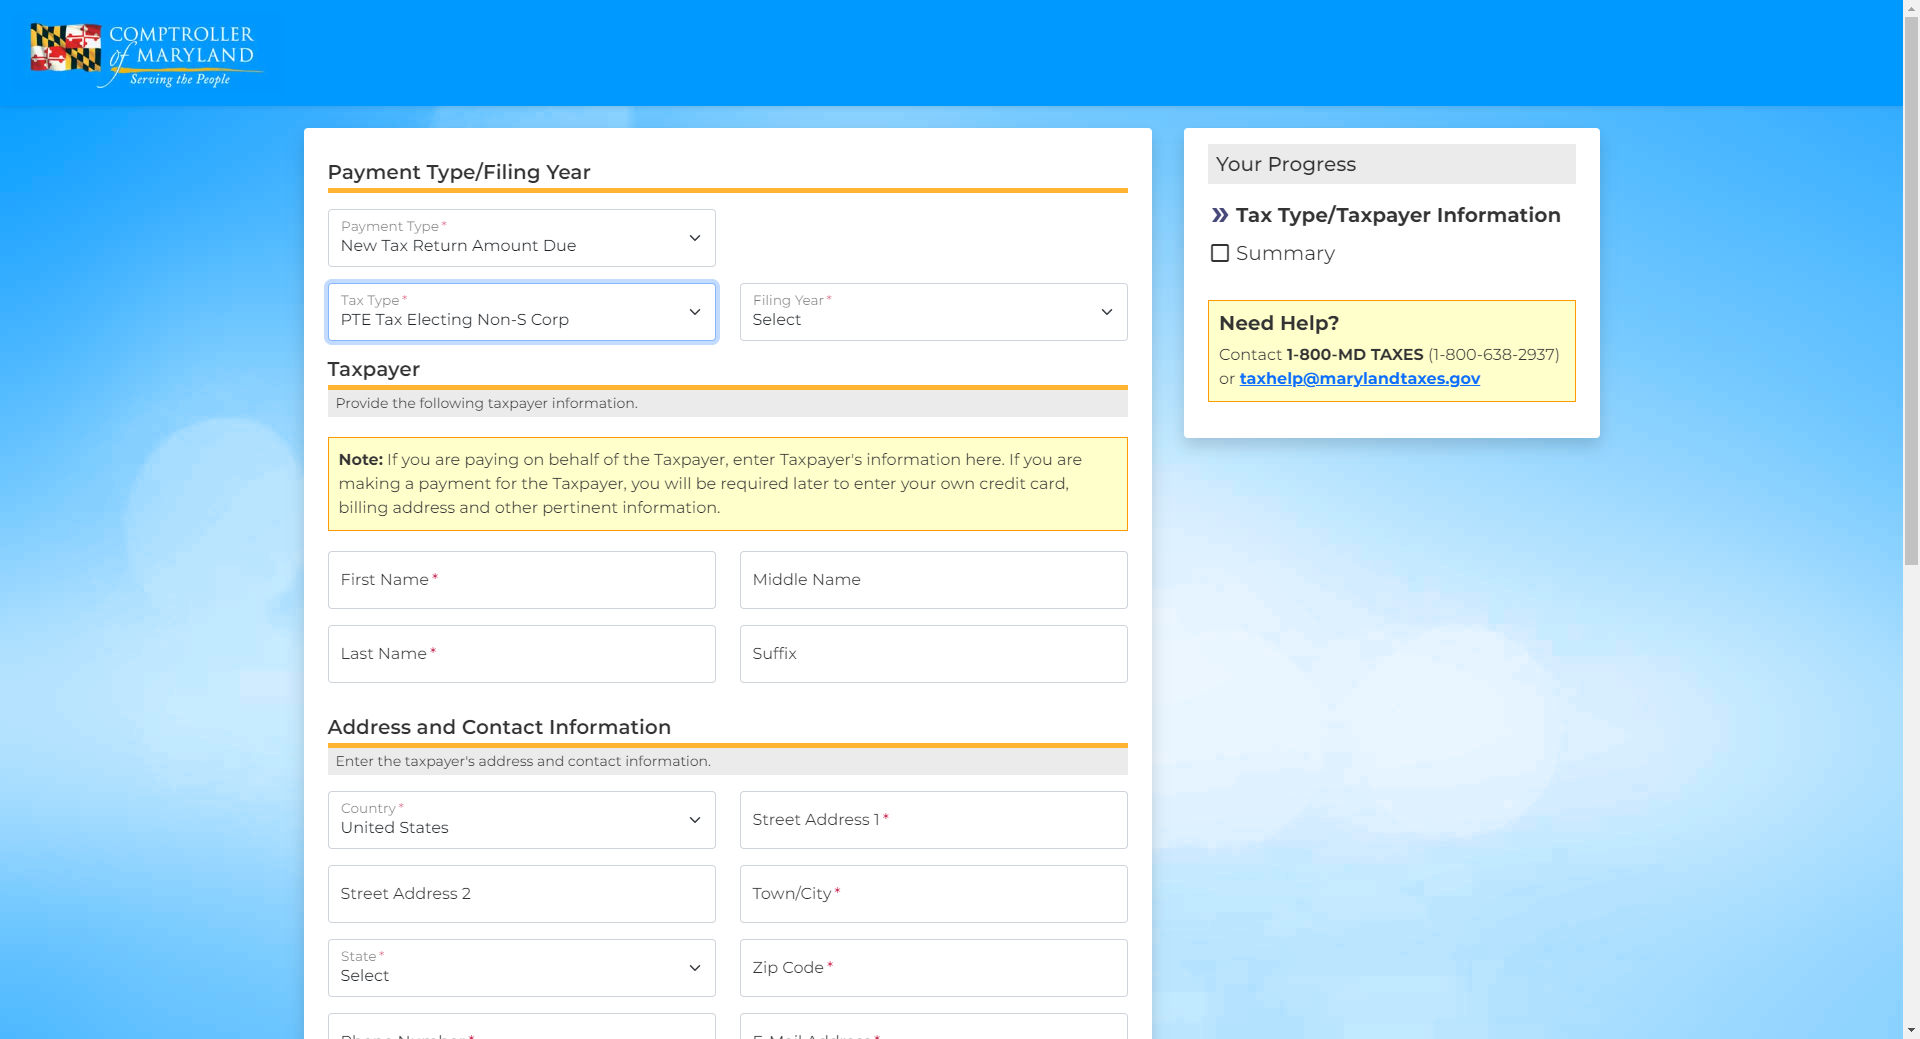 COMPTROLLER
of MARYLAND
Serving the People
Payment Type/Filing Year
Payment Type *
New Tax Return Amount Due
Tax Type *
PTE Tax Electing Non-S Corp
Filing Year *
Select
Taxpayer
Provide the following taxpayer information.
Note: If you are paying on behalf of the Taxpayer, enter Taxpayer's information here. If you are
making a payment for the Taxpayer, you will be required later to enter your own credit card,
billing address and other pertinent information.
First Name *
Middle Name
Last Name *
Suffix
Address and Contact Information
Enter the taxpayer's address and contact information.
Country *
United States
Street Address 1 *
Street Address 2
Town/City *
State *
Select
Zip Code *
Phone Number *
E-Mail Address *
Your Progress
Tax Type/Taxpayer Information
Summary
Need Help?
Contact 1-800-MD TAXES (1-800-638-2937)
or taxhelp@marylandtaxes.gov